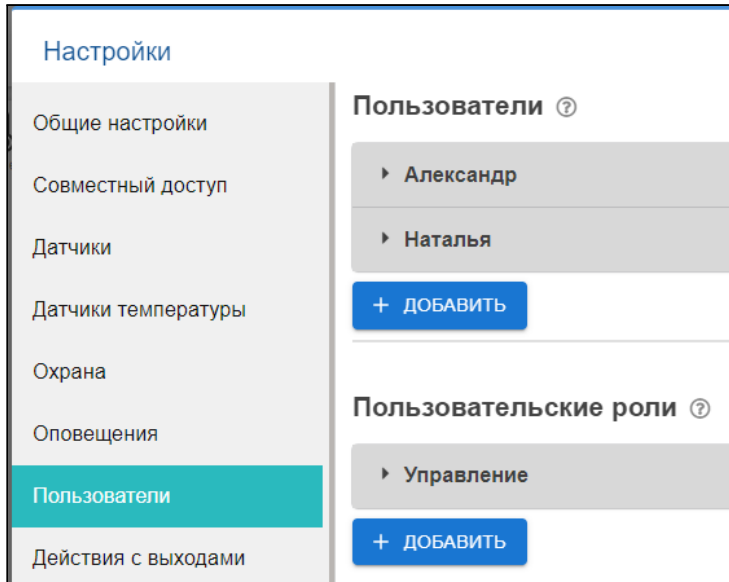 Настройки
Общие настройки
Совместный доступ
Датчики
Датчики температуры
Охрана
Оповещения
Пользователи
Действия с выходами
Пользователи ?
Александр
Наталья
+ ДОБАВИТЬ
Пользовательские роли ?
Управление
+ ДОБАВИТЬ